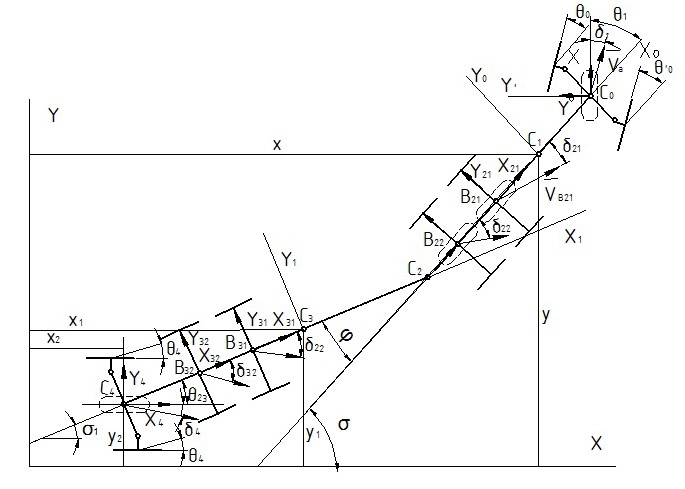 θ₀
θ₁
δ₁
X
X₀
V̅ₐ
θ'₀
Y₀
Y'
Y
C₀
Y
x
C₁
X₂₁
δ₂₁
Y₂₁
B₂₁
V̅B21
B₂₂
δ₂₂
X₁
C₂
Y₁
x₁
C₃
Y₃₁
X₃₁
y
x₂
Y₃₂
B₃₁
δ₂₂
φ
θ₄
X₃₂
B₃₂
δ₃₂
C₄
Y₄
θ₂₃
X₄
σ₁
y₂
δ₄
y₁
σ
X
θ₄